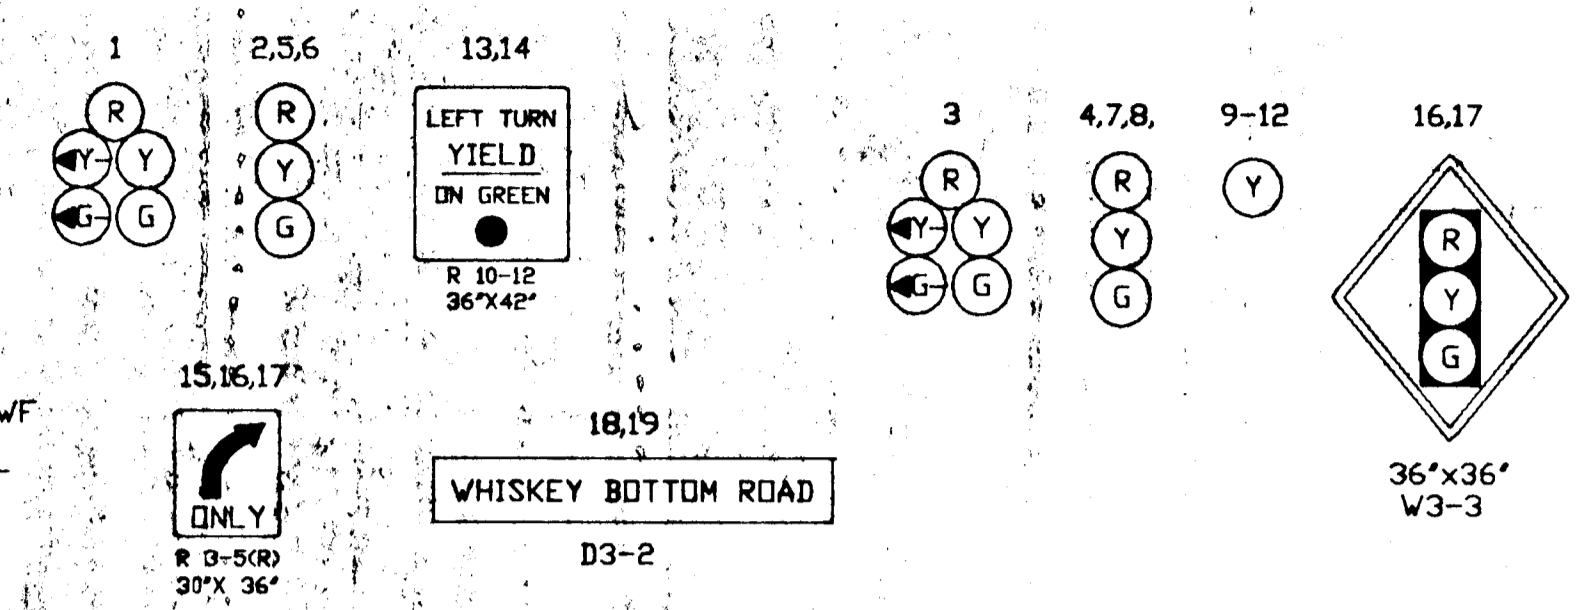 1
R
Y Y
G G
2,5,6
R
Y
G
13,14
LEFT TURN
YIELD
ON GREEN
R 10-12
36"X42"
3
R
Y Y
G G
4,7,8,
R
Y
G
9-12
Y
16,17
R
Y
G
36"x36"
W3-3
WF
15,16,17
ONLY
R 3-5(R)
30"X 36"
18,19
WHISKEY BOTTOM ROAD
D3-2